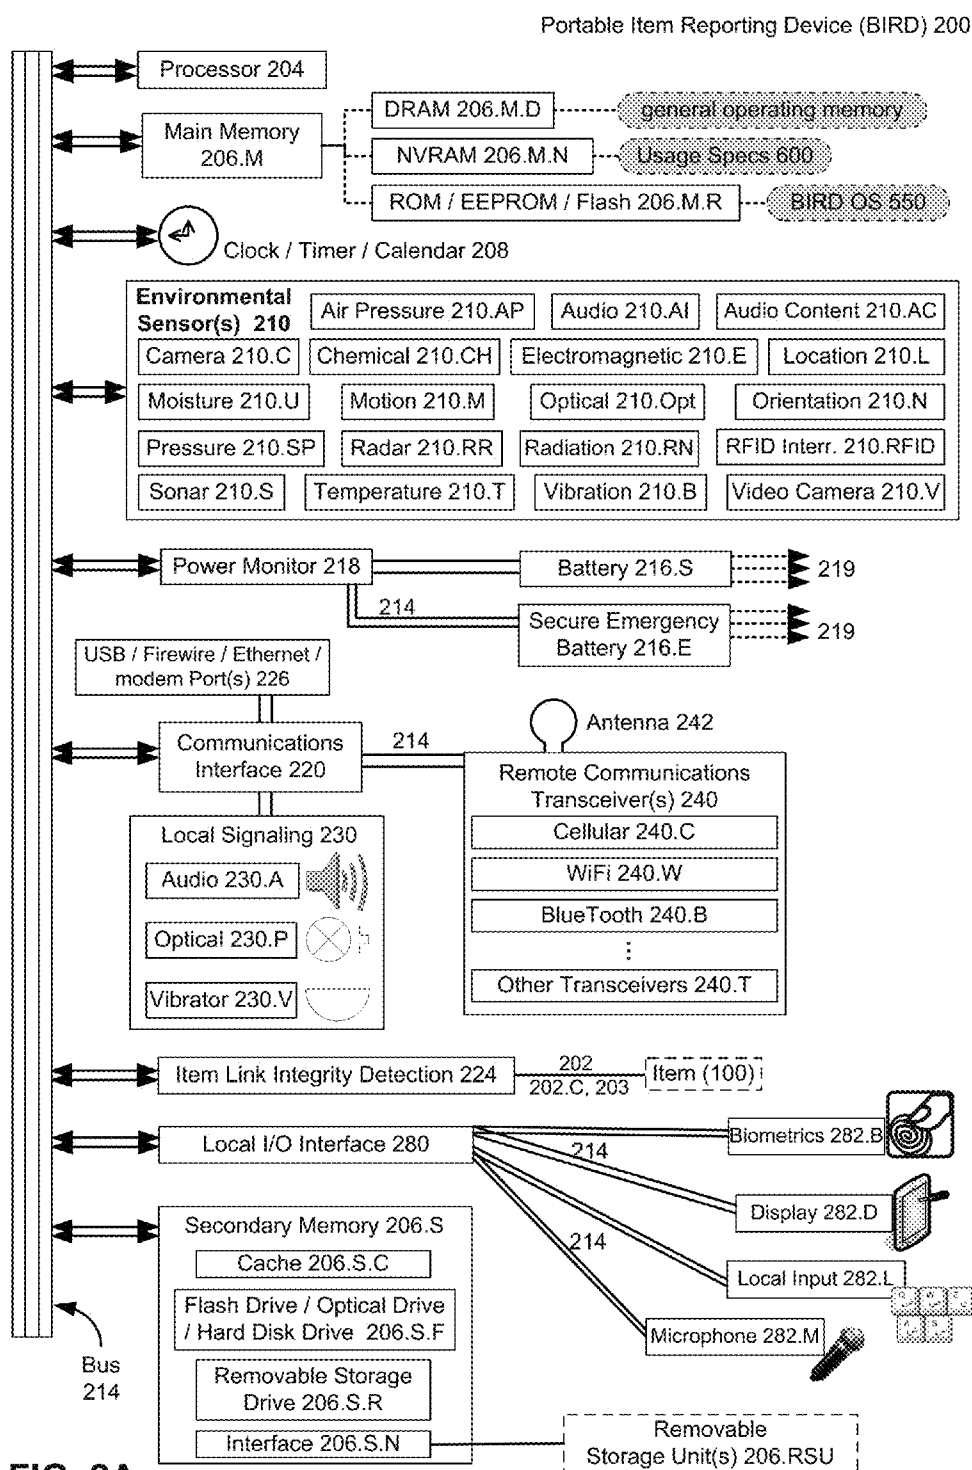 Portable Item Reporting Device (BIRD) 200
Processor 204
Main Memory
206.M
DRAM 206.M.D
general operating memory
NVRAM 206.M.N
Usage Specs 600
ROM / EEPROM / Flash 206.M.R
BIRD OS 550
Clock / Timer / Calendar 208
Environmental
Sensor(s) 210
Air Pressure 210.AP
Audio 210.AI
Audio Content 210.AC
Camera 210.C
Chemical 210.CH
Electromagnetic 210.E
Location 210.L
Moisture 210.U
Motion 210.M
Optical 210.Opt
Orientation 210.N
Pressure 210.SP
Radar 210.RR
Radiation 210.RN
RFID Interr. 210.RFID
Sonar 210.S
Temperature 210.T
Vibration 210.B
Video Camera 210.V
Power Monitor 218
Battery 216.S
219
214
Secure Emergency
Battery 216.E
219
USB / Firewire / Ethernet /
modem Port(s) 226
Antenna 242
Communications
Interface 220
214
Remote Communications
Transceiver(s) 240
Cellular 240.C
WiFi 240.W
BlueTooth 240.B
Other Transceivers 240.T
Local Signaling 230
Audio 230.A
Optical 230.P
Vibrator 230.V
Item Link Integrity Detection 224
202
202.C, 203
Item (100)
Local I/O Interface 280
Biometrics 282.B
214
Display 282.D
214
Local Input 282.L
Microphone 282.M
Secondary Memory 206.S
Cache 206.S.C
Flash Drive / Optical Drive
/ Hard Disk Drive 206.S.F
Removable Storage
Drive 206.S.R
Interface 206.S.N
Removable
Storage Unit(s) 206.RSU
Bus
214